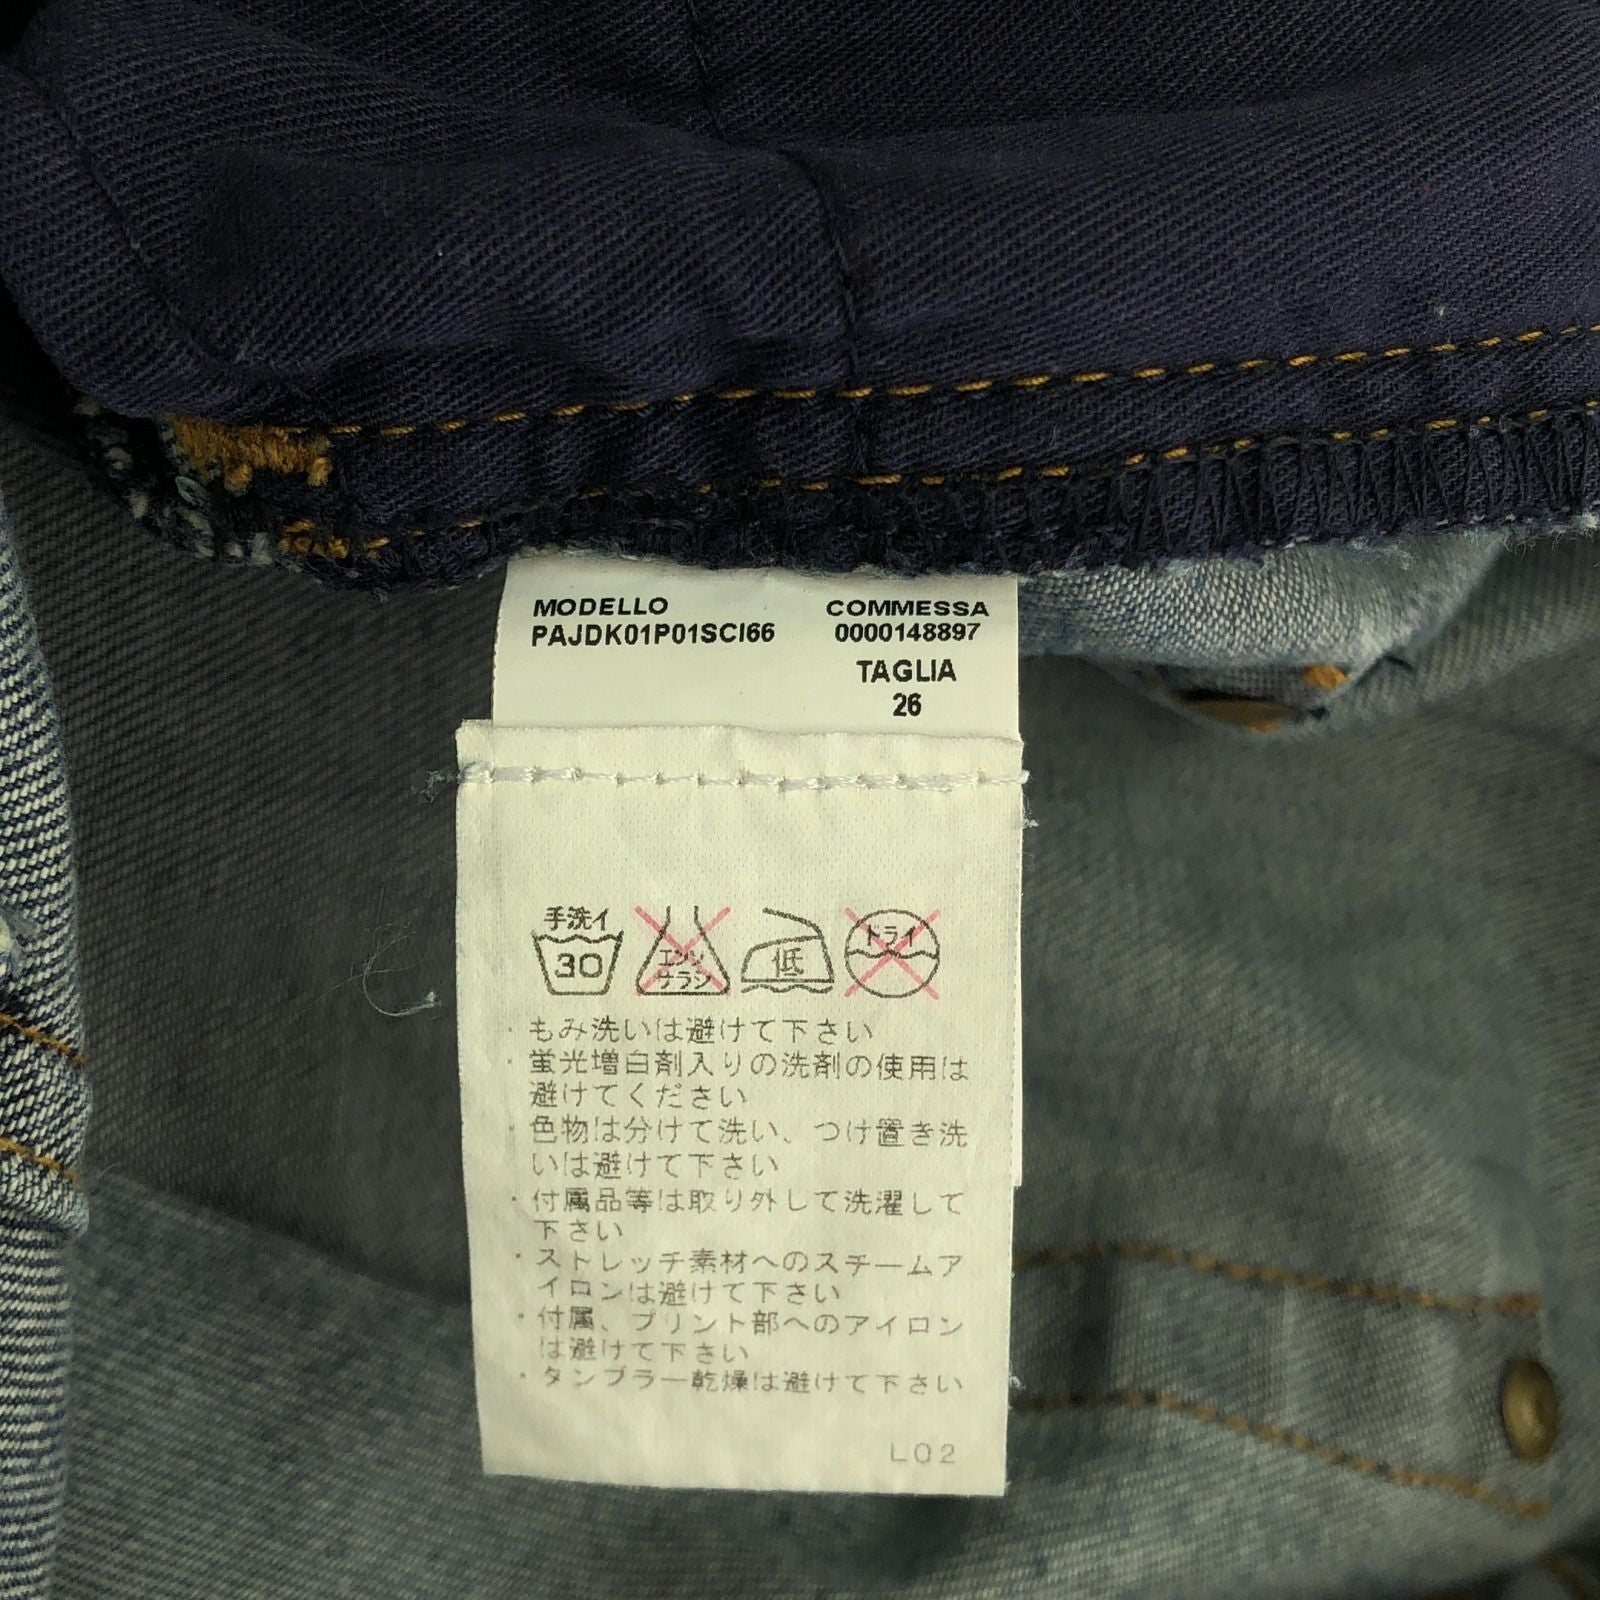 MODELLO COMMESSA
PAJDK01P01SCI66 0000148897
TAGLIA
26
手洗イ
30
エンソ
サラシ
低
ドライ
・もみ洗いは避けて下さい
・蛍光増白剤入りの洗剤の使用は
避けてください
・色物は分けて洗い、つけ置き洗
いは避けて下さい
・付属品等は取り外して洗濯して
下さい
・ストレッチ素材へのスチームア
イロンは避けて下さい
・付属、プリント部へのアイロン
は避けて下さい
・タンブラー乾燥は避けて下さい
L02